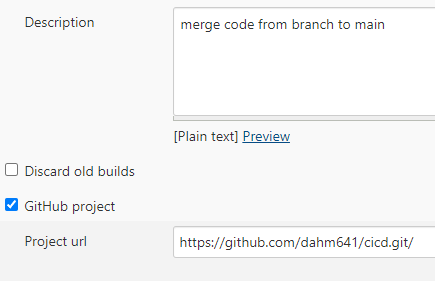 Description
merge code from branch to main
[Plain text] Preview
Discard old builds
GitHub project
Project url
https://github.com/dahm641/cicd.git/